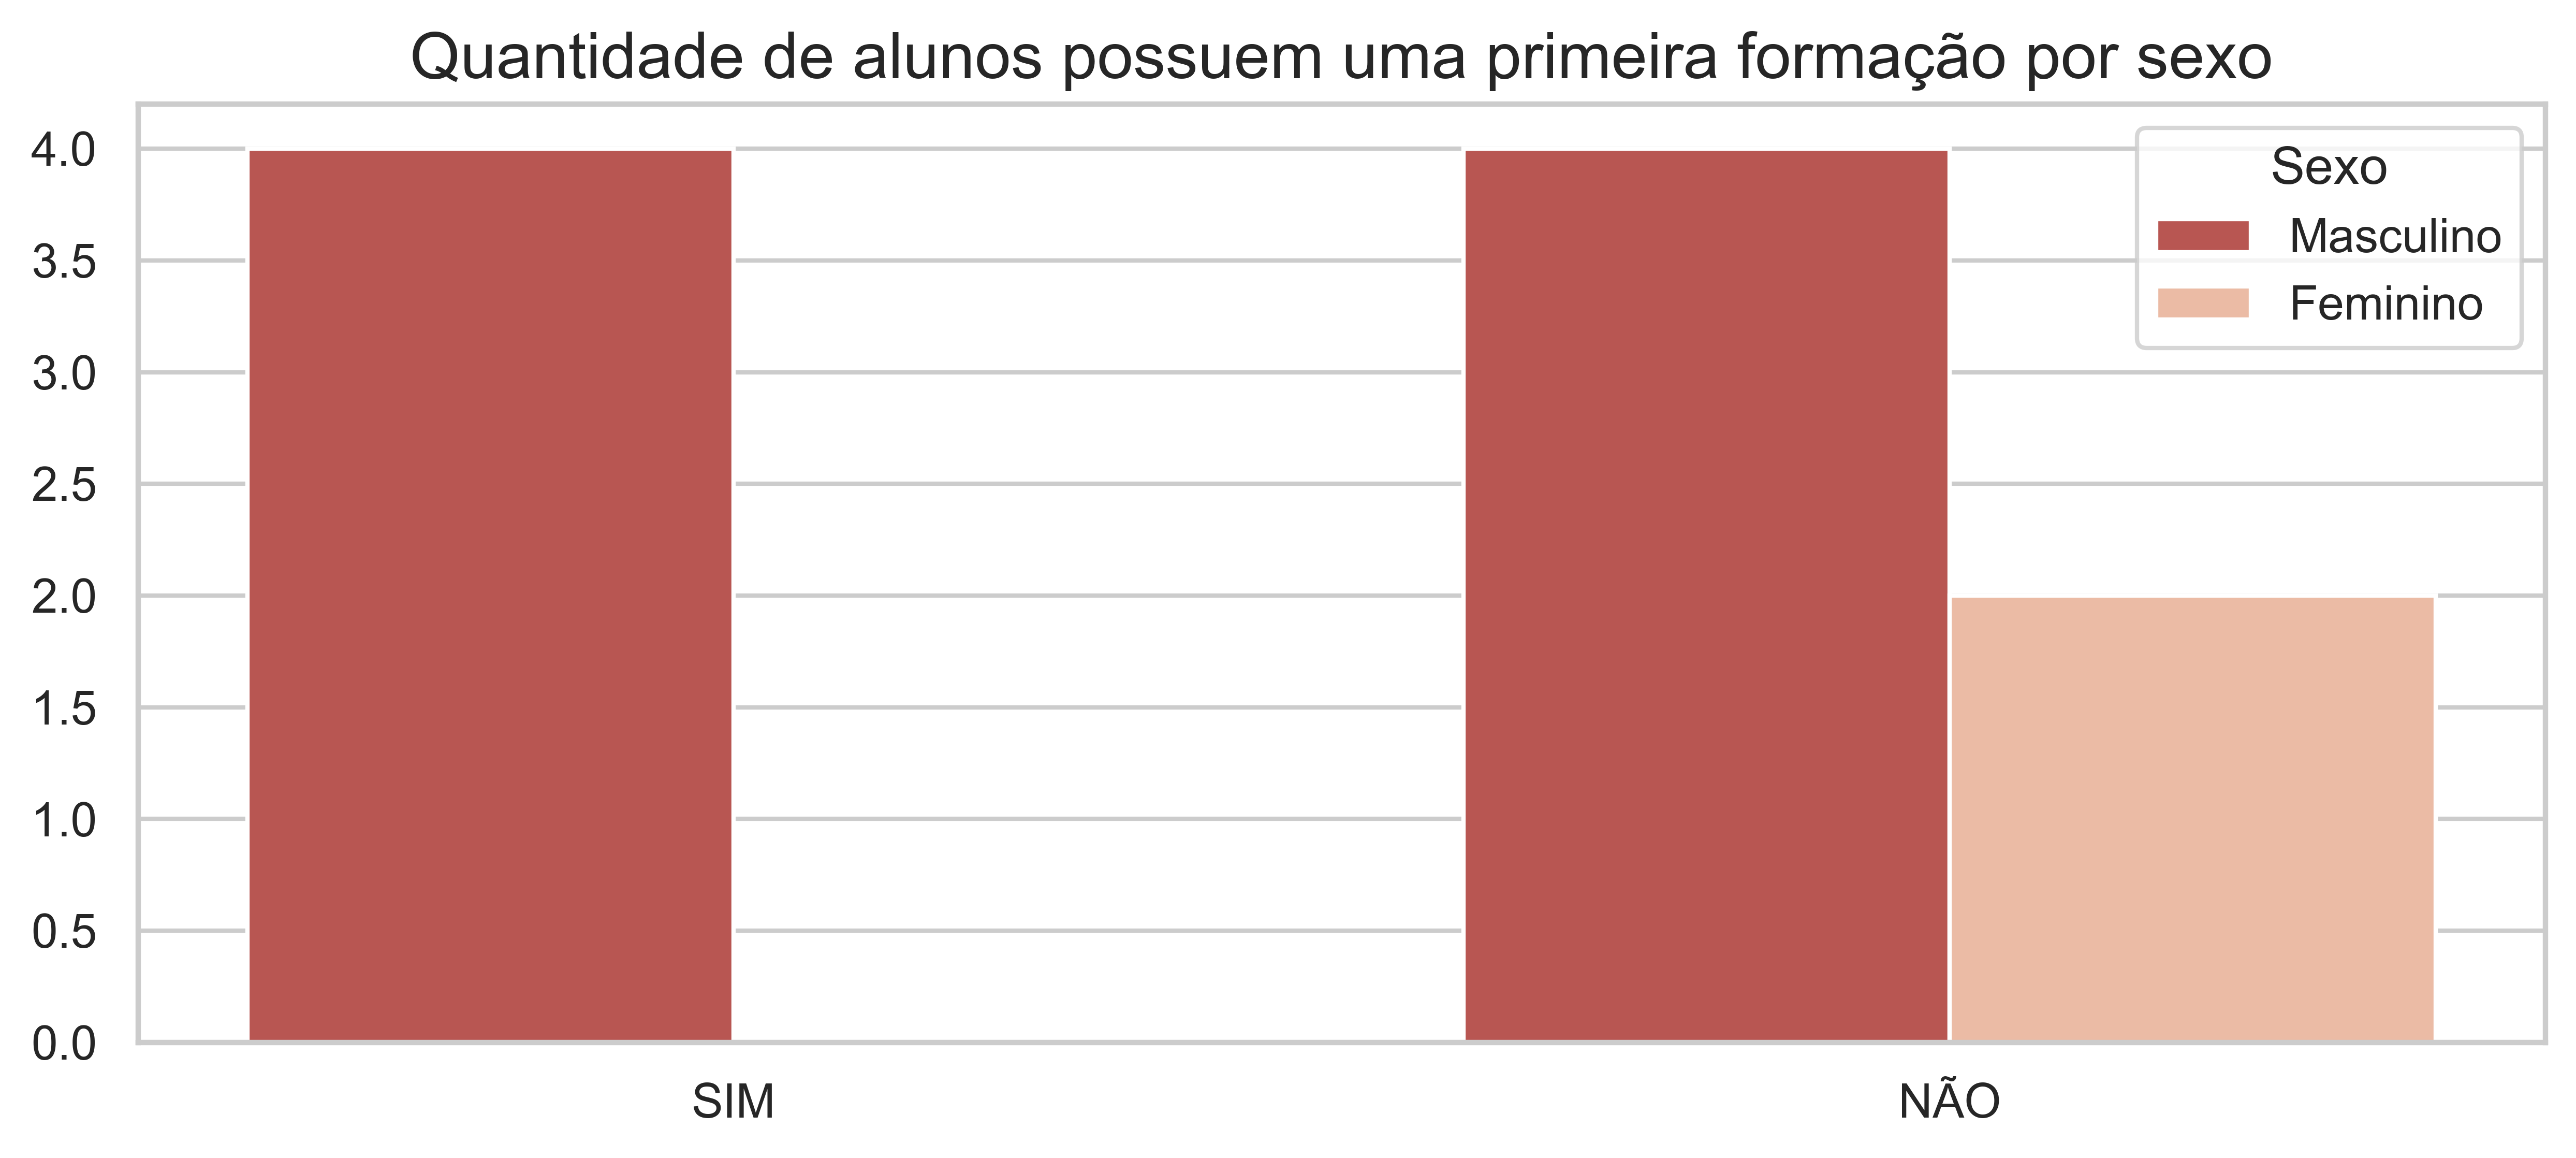 Quantidade de alunos possuem uma primeira formação por sexo
4.0
3.5
3.0
2.5
2.0
1.5
1.0
0.5
0.0
Sexo
Masculino
Feminino
SIM
NÃO